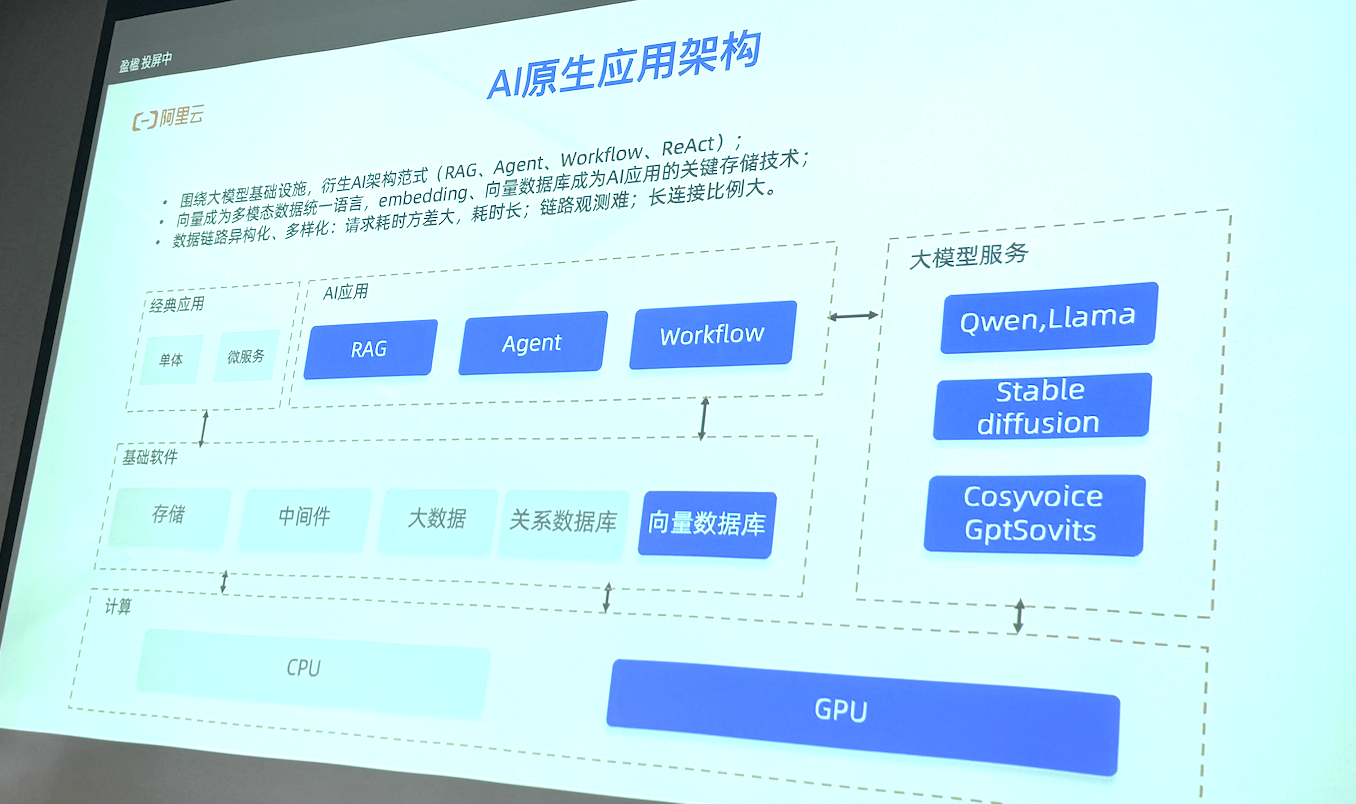 盈楹 投屏中
阿里云
AI原生应用架构
• 围绕大模型基础设施，衍生AI架构范式（RAG、Agent、Workflow、ReAct）；
• 向量成为多模态数据统一语言，embedding、向量数据库成为AI应用的关键存储技术；
• 数据链路异构化、多样化：请求耗时方差大，耗时长；链路观测难；长连接比例大。
经典应用
单体
微服务
AI应用
RAG
Agent
Workflow
大模型服务
Qwen,Llama
Stable
diffusion
Cosyvoice
GptSovits
基础软件
存储
中间件
大数据
关系数据库
向量数据库
计算
CPU
GPU